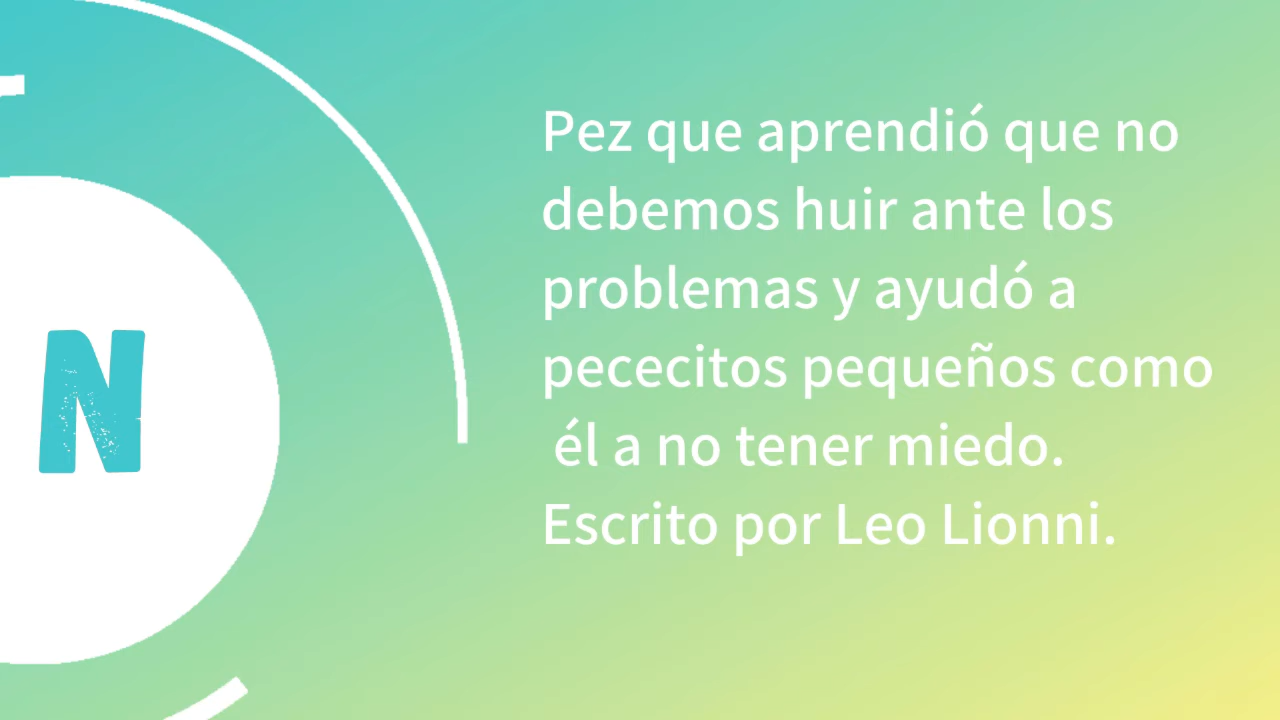 N
Pez que aprendió que no
debemos huir ante los
problemas y ayudó a
pececitos pequeños como
él a no tener miedo.
Escrito por Leo Lionni.